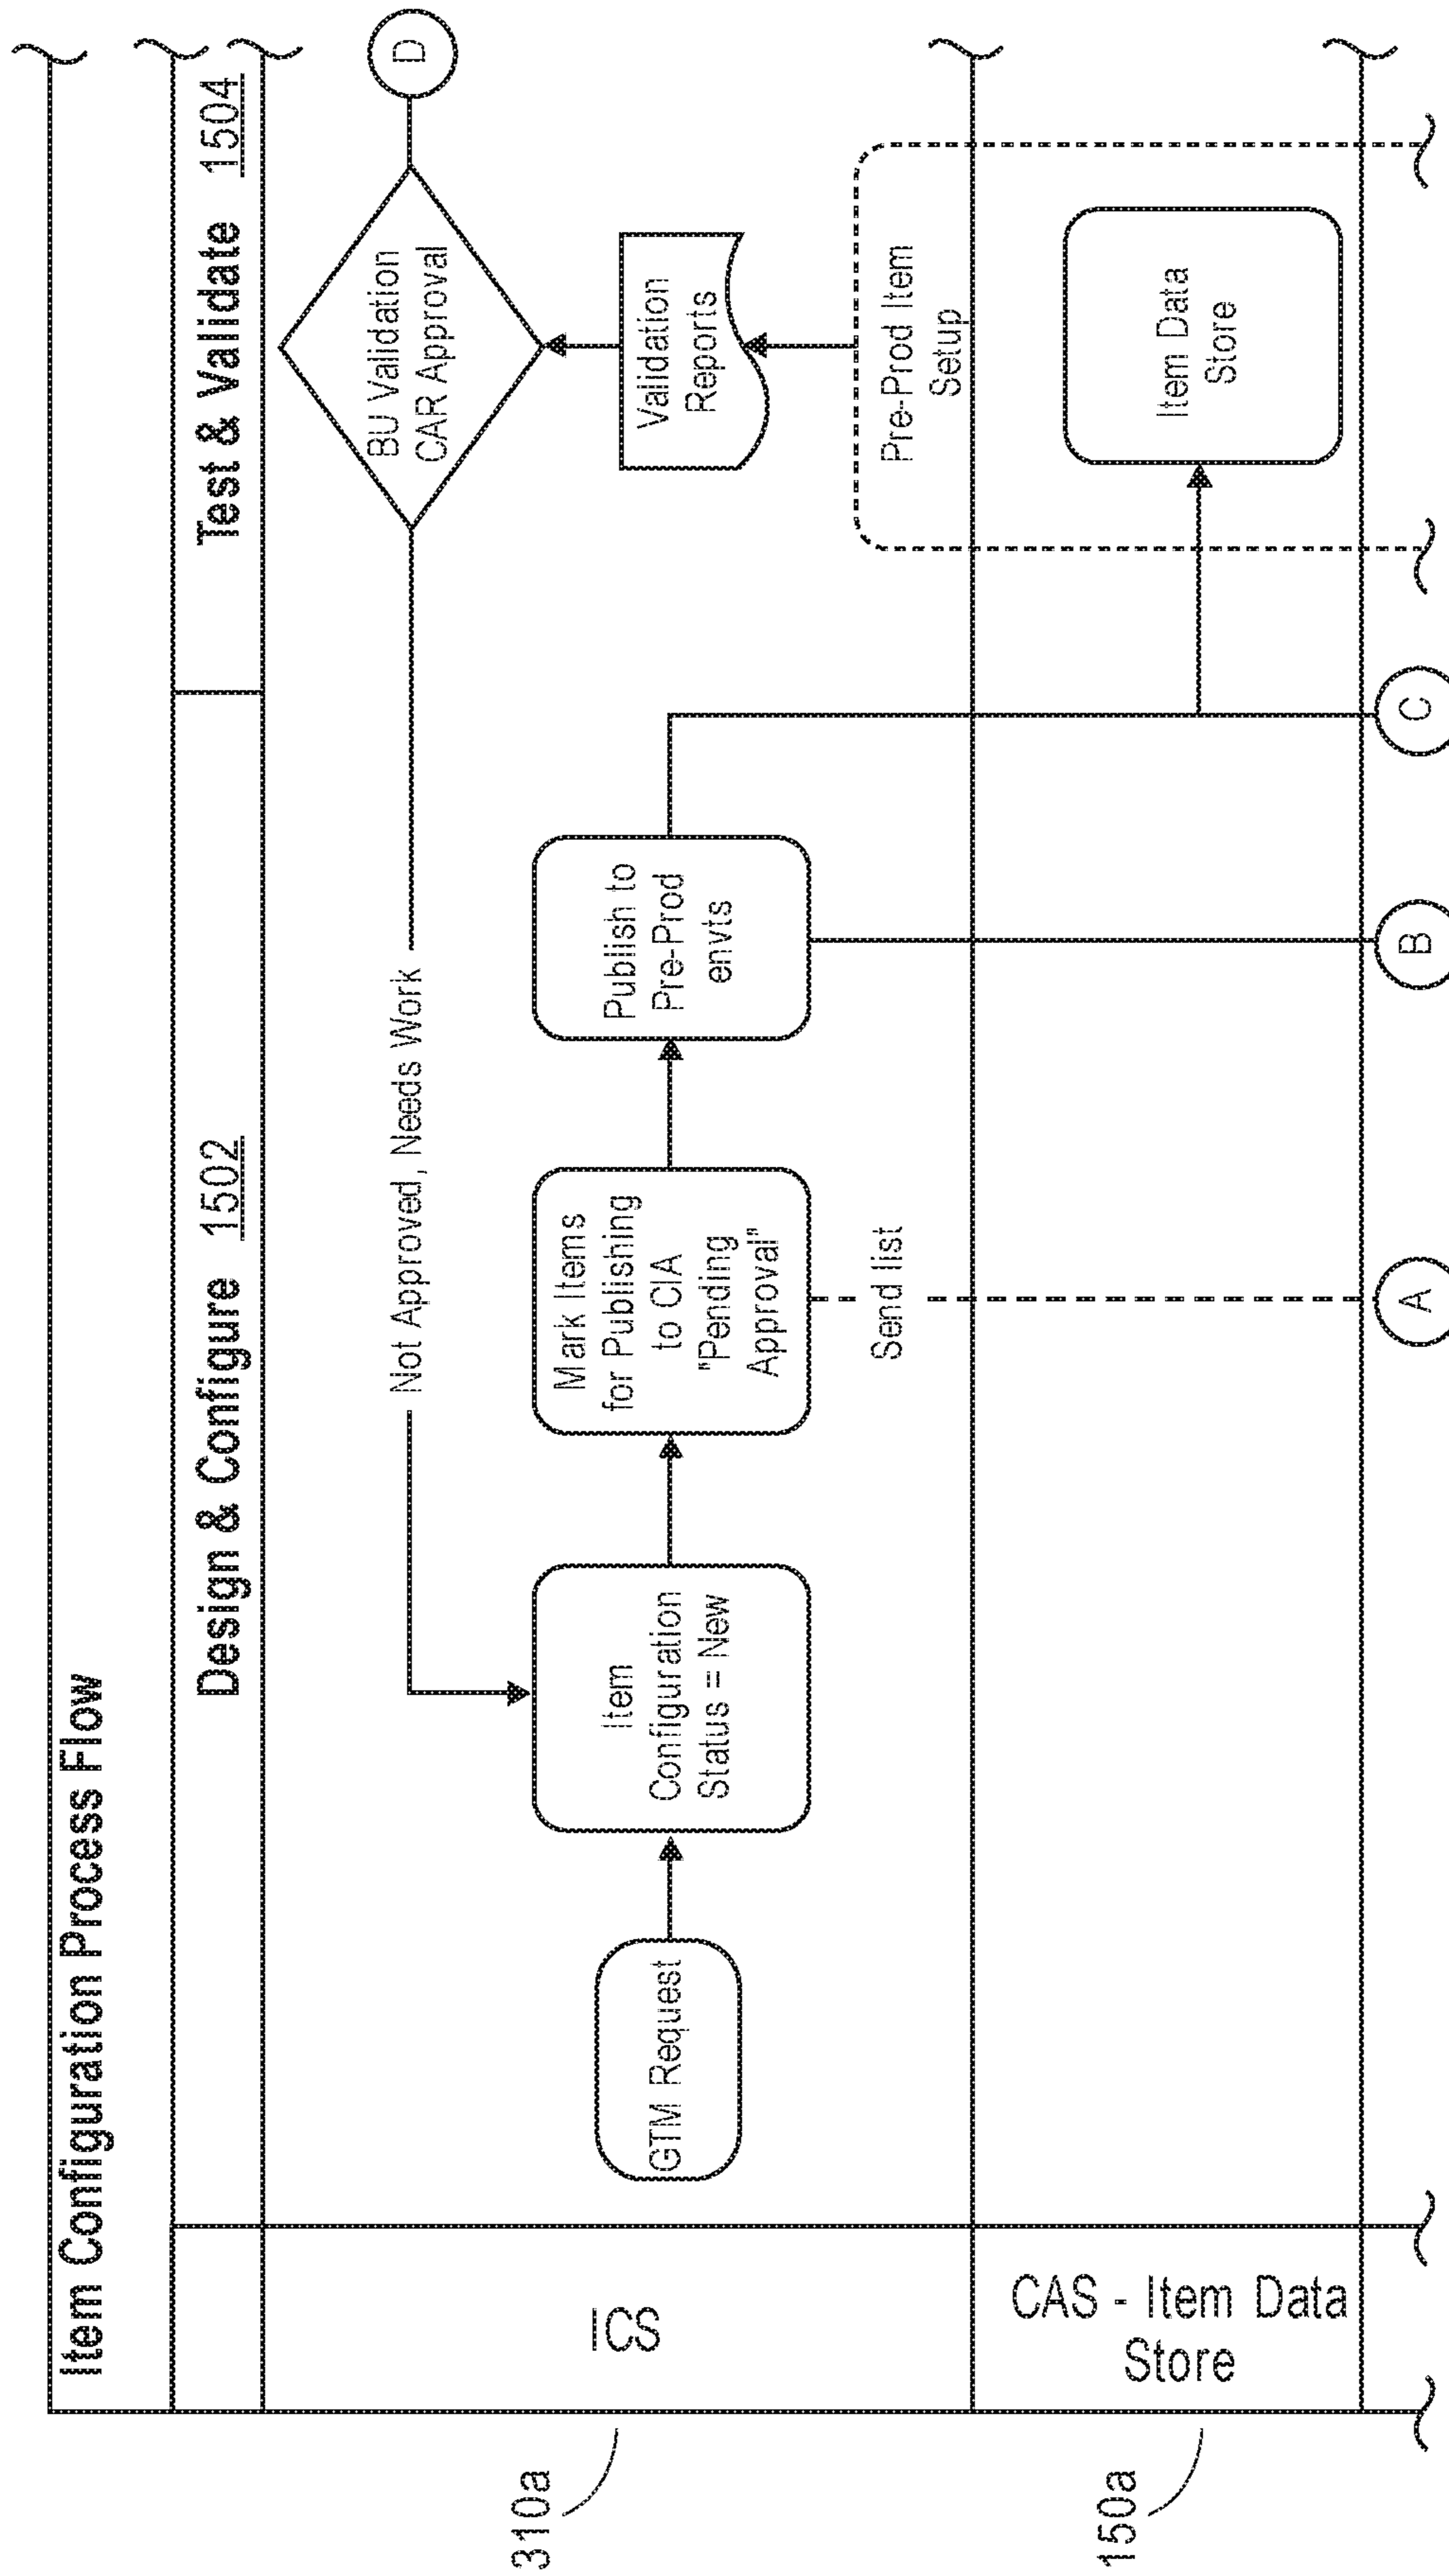 Item Configuration Process Flow
Design & Configure 1502
Test & Validate 1504
310a
ICS
GTM Request
Item
Configuration
Status = New
Not Approved, Needs Work
Mark Items
for Publishing
to CIA
"Pending
Approval"
Send list
Publish to
Pre-Prod
envts
BU Validation
CAR Approval
D
Validation
Reports
Pre-Prod Item
Setup
150a
CAS - Item Data
Store
Item Data
Store
A
B
C